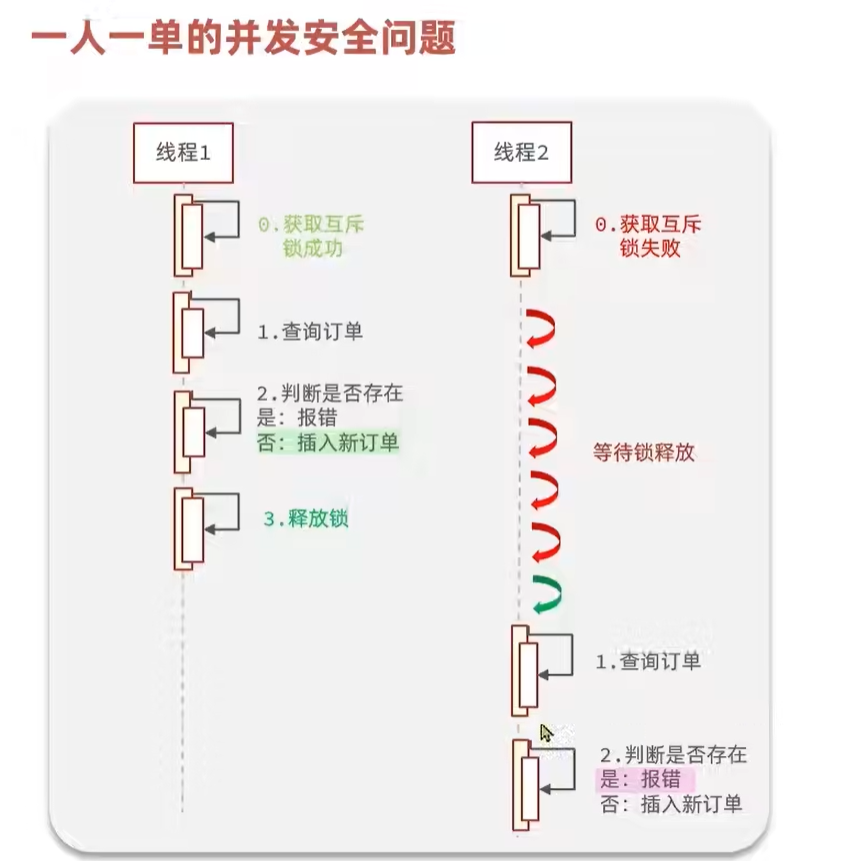 一人一单的并发安全问题
线程1
0.获取互斥
锁成功
1.查询订单
2.判断是否存在
是：报错
否：插入新订单
3.释放锁
线程2
0.获取互斥
锁失败
等待锁释放
1.查询订单
2.判断是否存在
是：报错
否：插入新订单